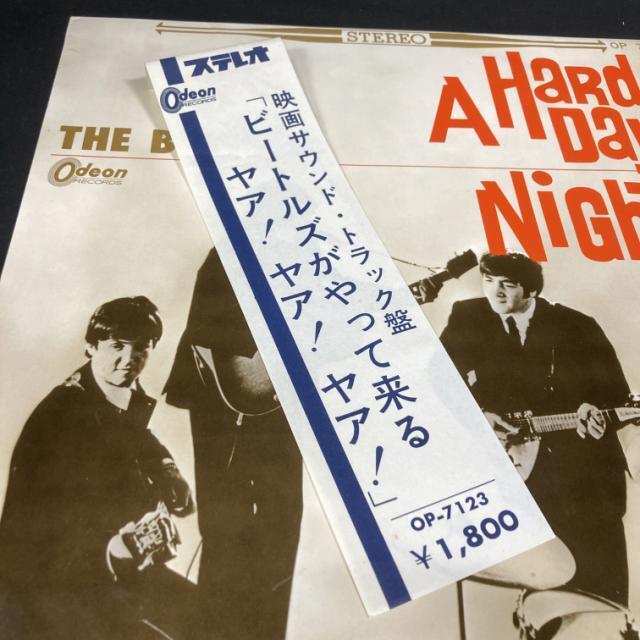 STEREO
OP
A HARD
DAY
NIGH
THE B
Odeon
RECORDS
ステレオ
Odeon
RECORDS
映画サウンド・トラック盤
「ビートルズがやって来る
ヤア！ヤア！ヤア！」
OP-7123
¥1,800